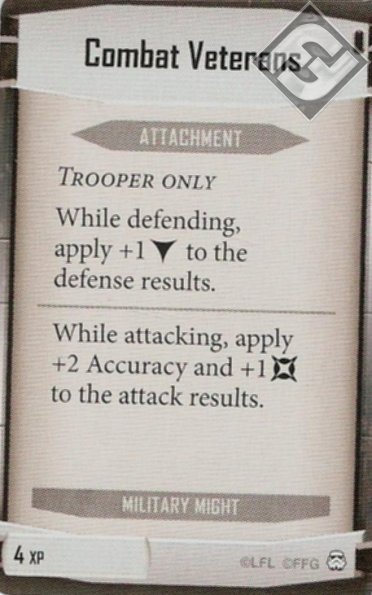 Combat Veterans
ATTACHMENT
TROOPER ONLY
While defending,
apply +1 to the
defense results.
While attacking, apply
+2 Accuracy and +1
to the attack results.
MILITARY MIGHT
4 XP
©LFL ©FFG